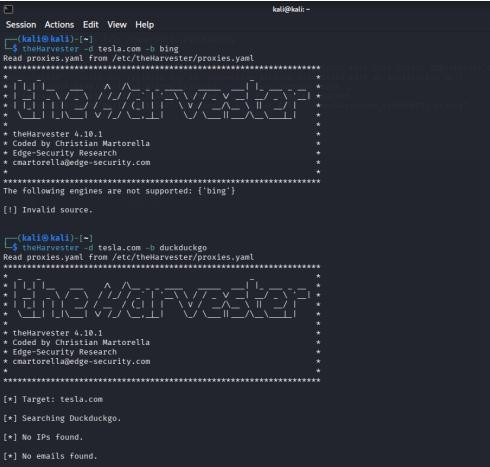 kali@kali: ~
Session Actions Edit View Help
┌──(kali㉿kali)-[~]
└─$ theHarvester -d tesla.com -b bing
Read proxies.yaml from /etc/theHarvester/proxies.yaml
*******************************************************************
theHarvester
* theHarvester 4.10.1 *
* Coded by Christian Martorella *
* Edge-Security Research *
* cmartorella@edge-security.com *
* *
*******************************************************************
The following engines are not supported: {'bing'}
[!] Invalid source.
┌──(kali㉿kali)-[~]
└─$ theHarvester -d tesla.com -b duckduckgo
Read proxies.yaml from /etc/theHarvester/proxies.yaml
*******************************************************************
theHarvester
* theHarvester 4.10.1 *
* Coded by Christian Martorella *
* Edge-Security Research *
* cmartorella@edge-security.com *
* *
*******************************************************************
[*] Target: tesla.com
[*] Searching Duckduckgo.
[*] No IPs found.
[*] No emails found.